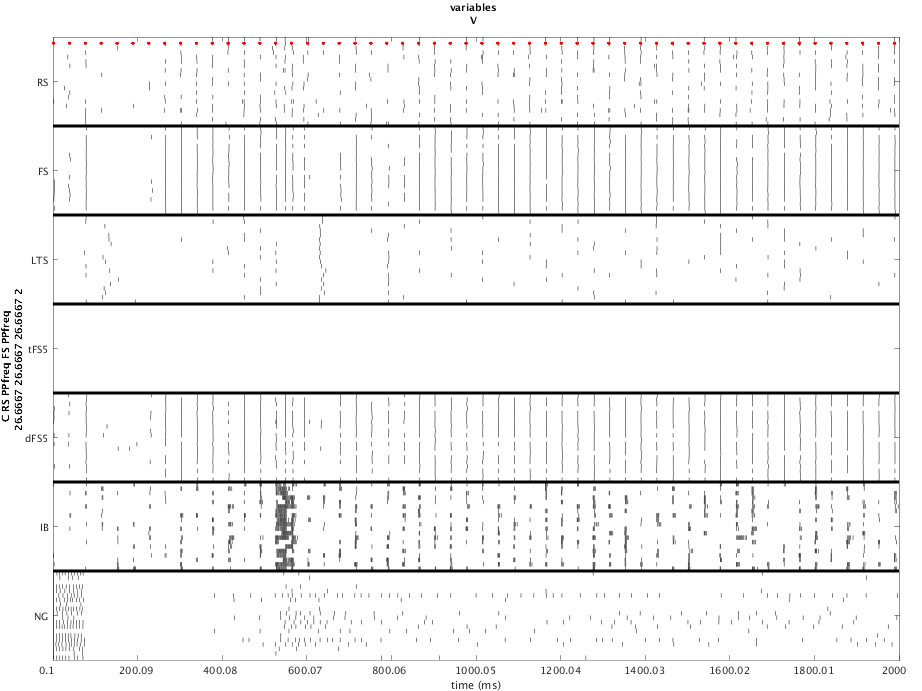 variables
V
C RS PPfreq FS PPfreq
26.6667 26.6667 26.6667 2
RS
FS
LTS
tFS5
dFS5
IB
NG
0.1 200.09 400.08 600.07 800.06 1000.05 1200.04 1400.03 1600.02 1800.01 2000
time (ms)